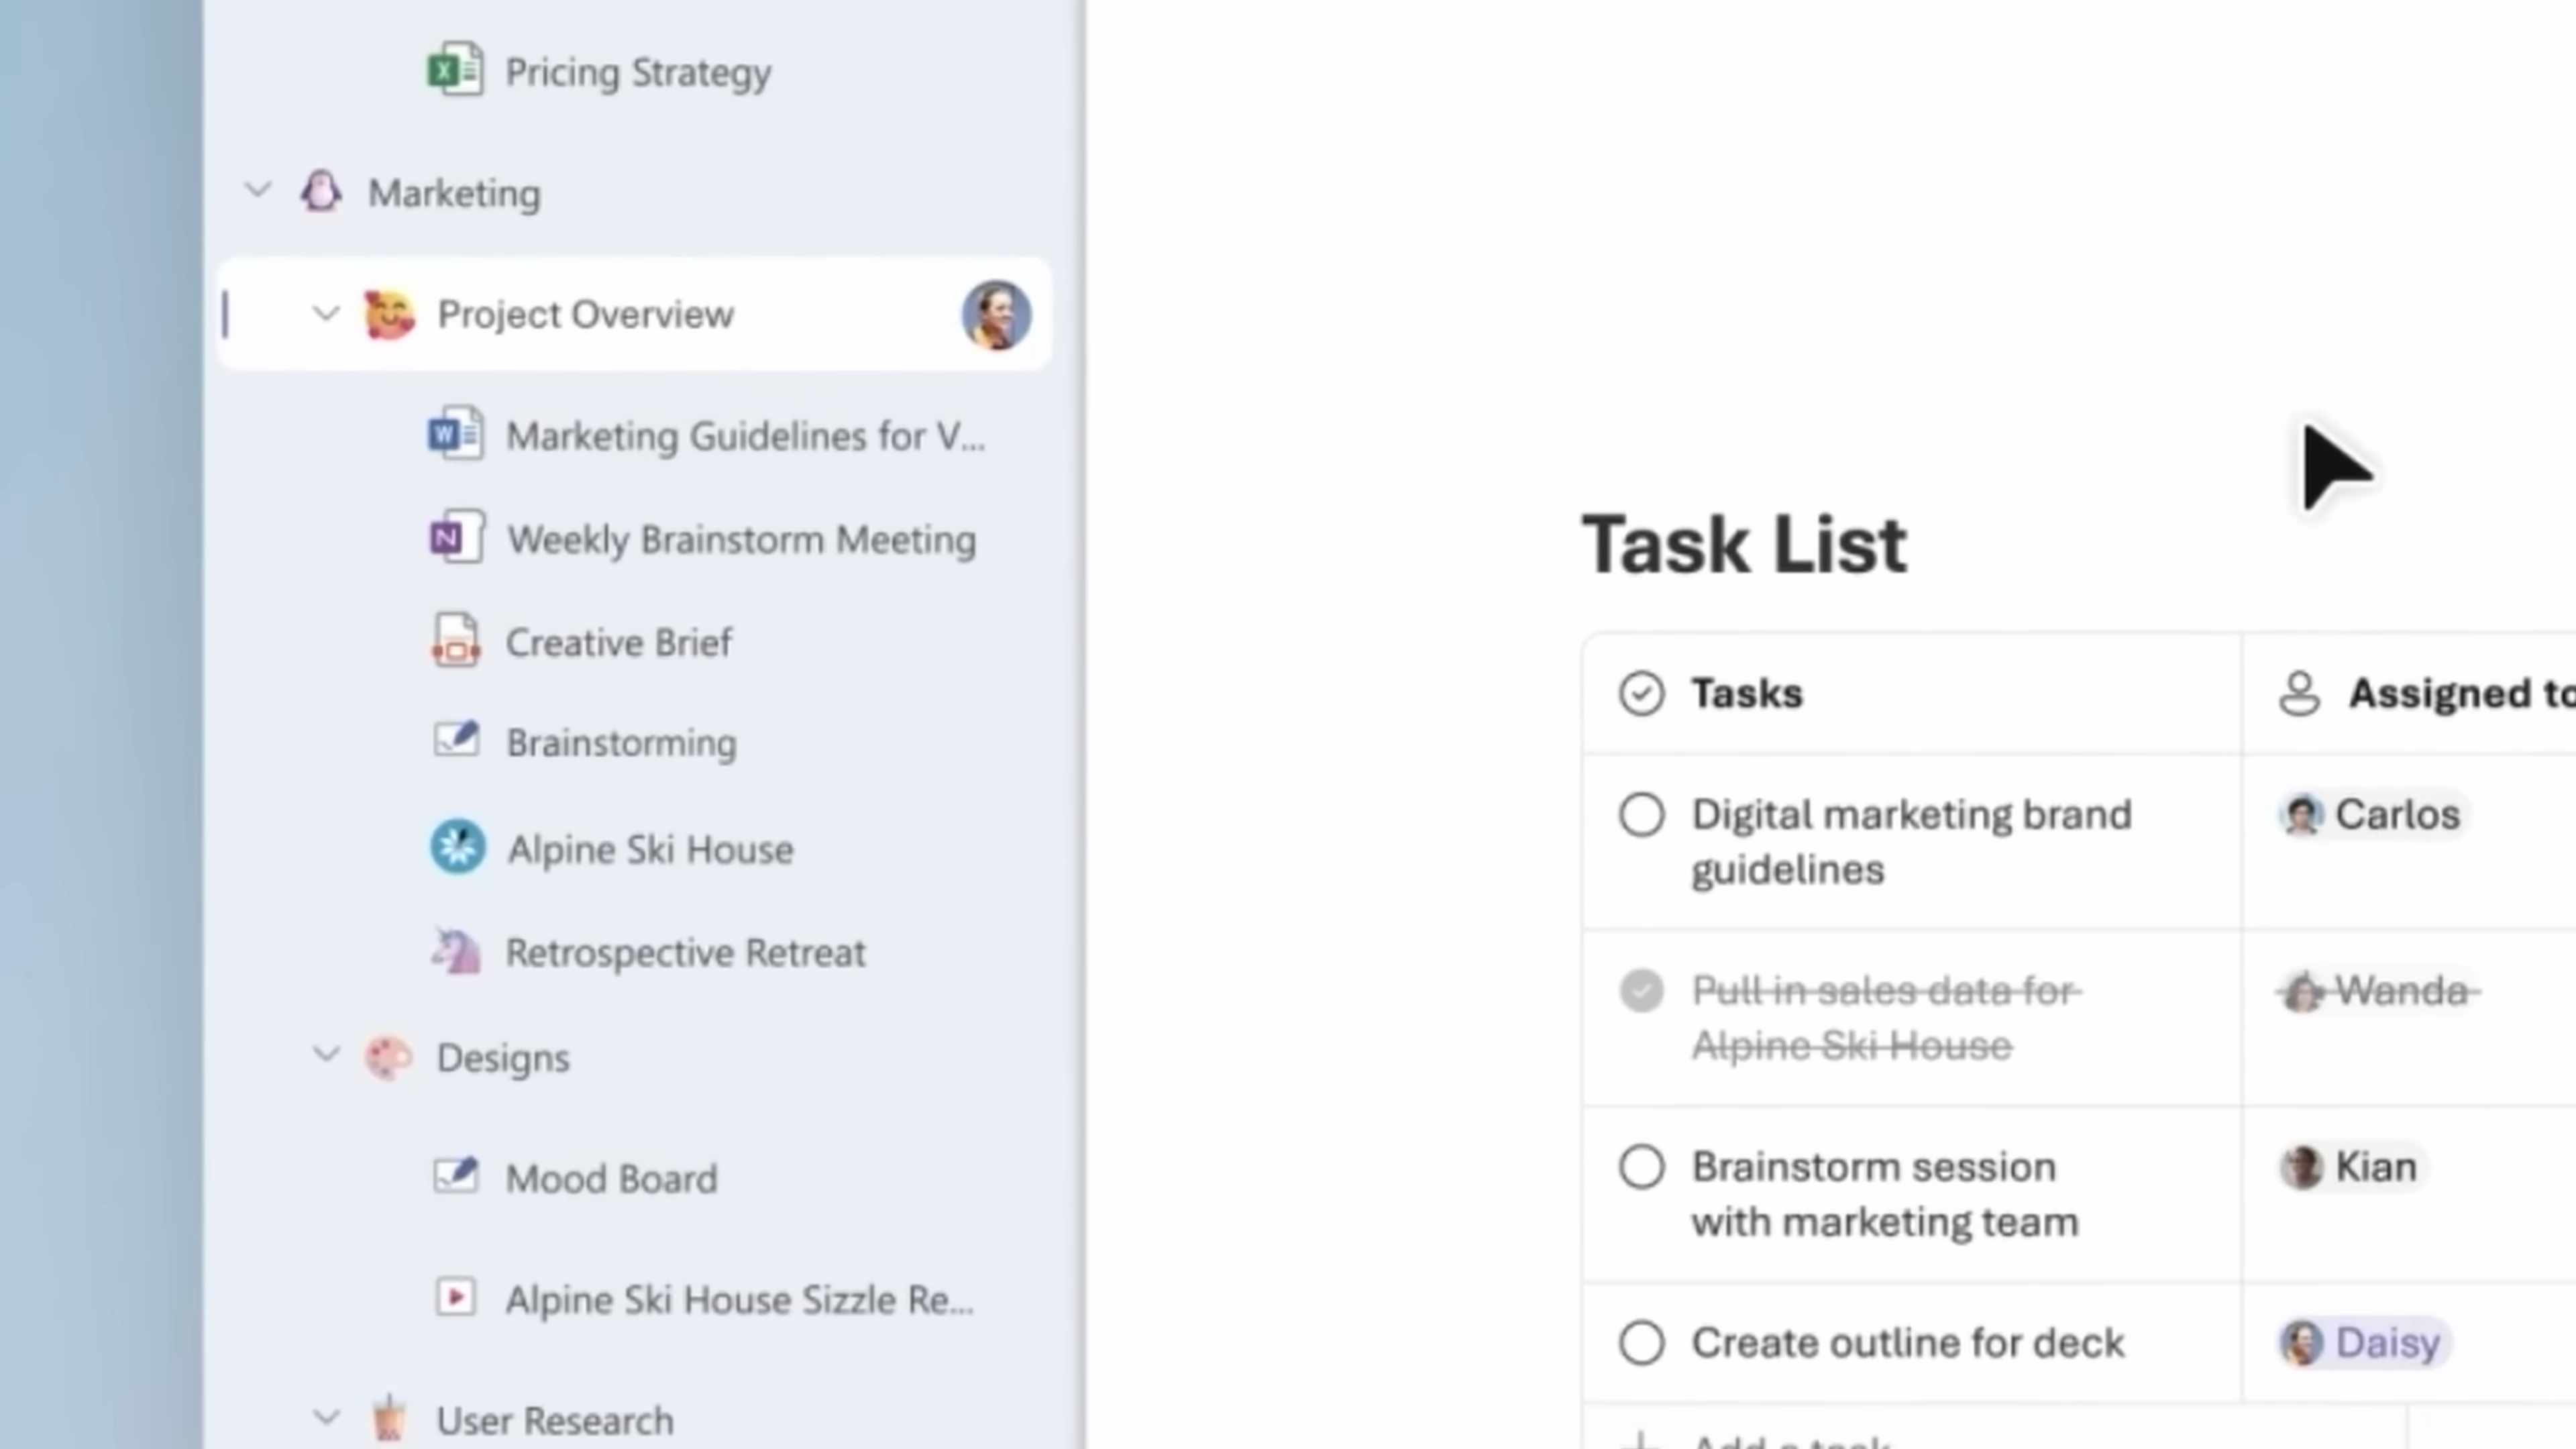 Pricing Strategy
Marketing
Project Overview
Marketing Guidelines for V...
Weekly Brainstorm Meeting
Creative Brief
Brainstorming
Alpine Ski House
Retrospective Retreat
Designs
Mood Board
Alpine Ski House Sizzle Re...
User Research
Task List
Tasks
Assigned to
Digital marketing brand
guidelines
Carlos
Pull in sales data for
Alpine Ski House
Wanda
Brainstorm session
with marketing team
Kian
Create outline for deck
Daisy
Add a task